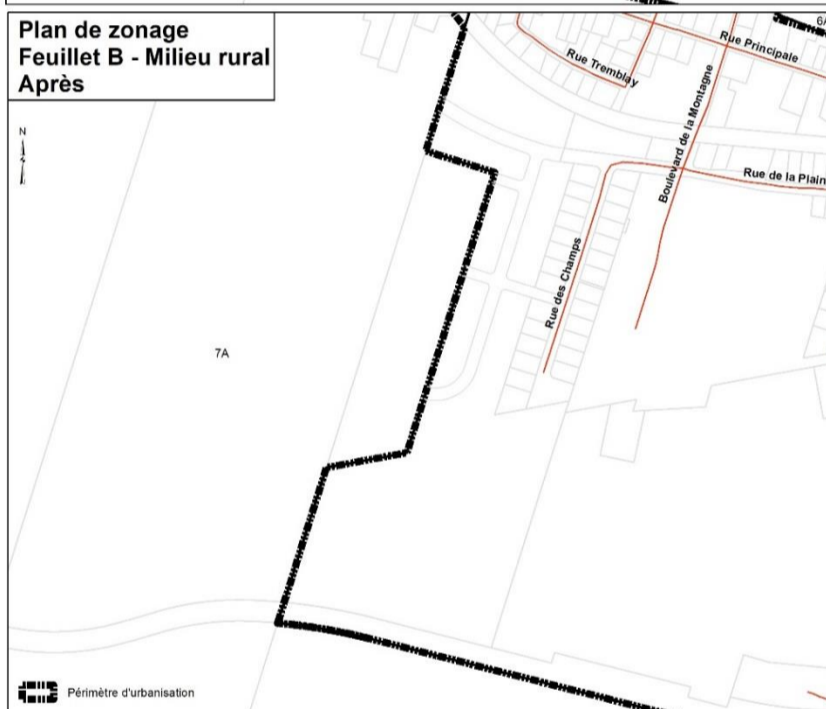 Plan de zonage
Feuillet B - Milieu rural
Après
N
6A
Rue Principale
Rue Tremblay
Boulevard de la Montagne
Rue de la Plain
Rue des Champs
7A
Périmètre d'urbanisation